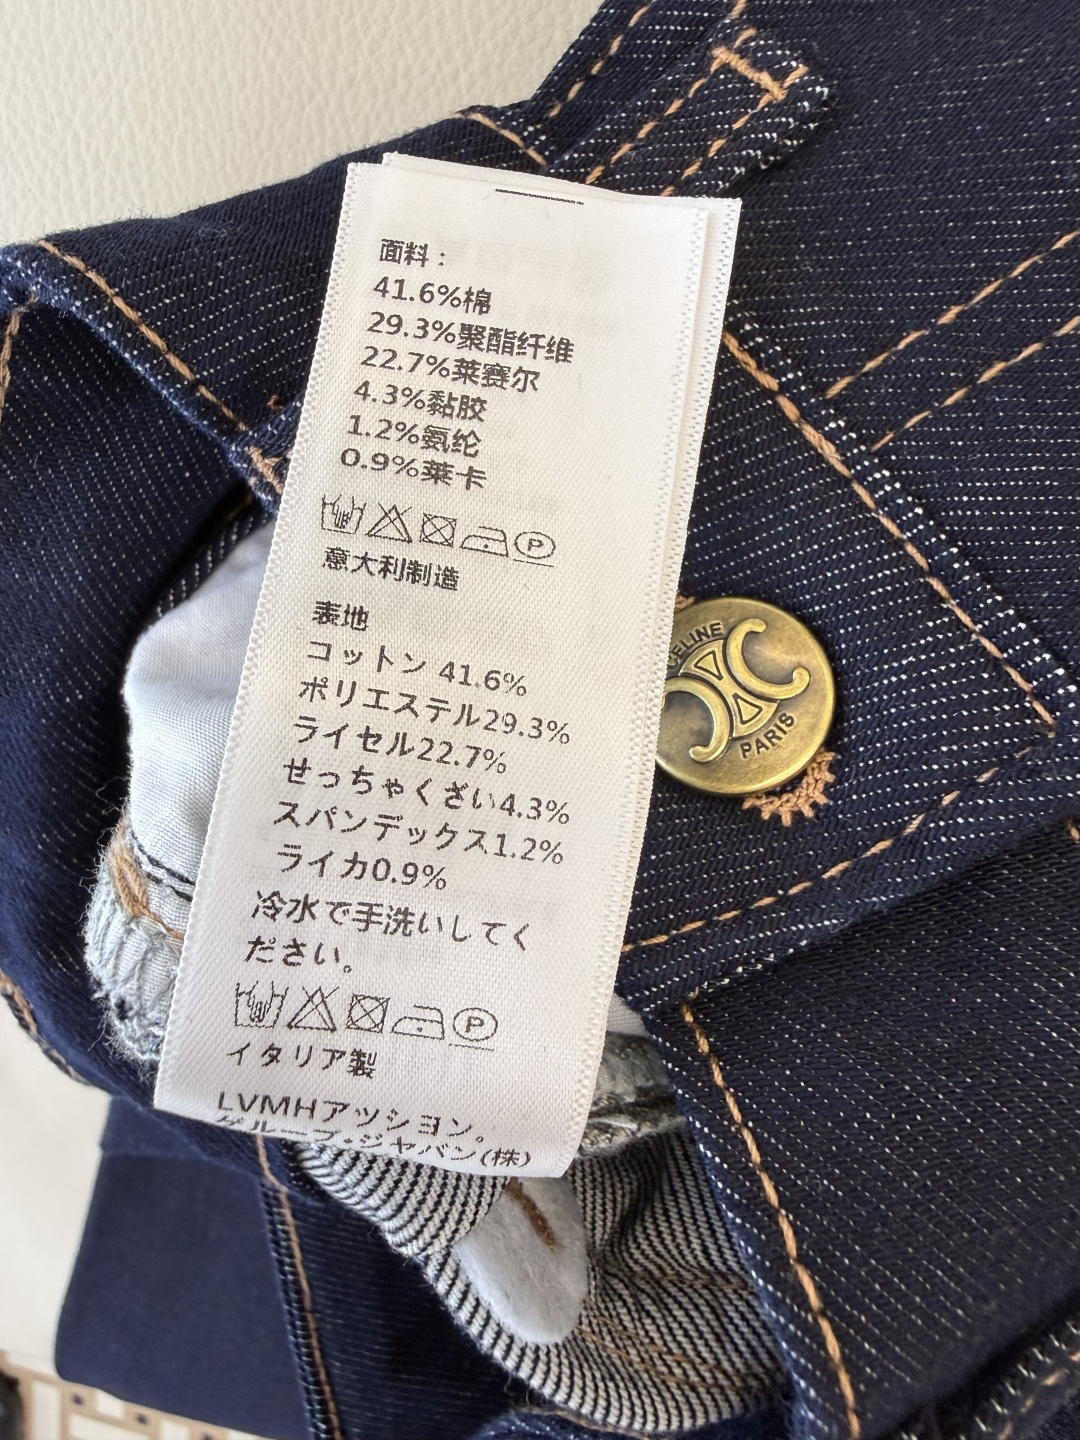 面料：
41.6%棉
29.3%聚酯纤维
22.7%莱赛尔
4.3%黏胶
1.2%氨纶
0.9%莱卡
P
意大利制造
表地
コットン 41.6%
ポリエステル29.3%
ライセル22.7%
せっちゃくざい4.3%
スパンデックス1.2%
ライカ0.9%
冷水で手洗いしてく
ださい。
P
イタリア製
LVMHアッション。
グループ・ジャパン(株)
CELINE
PARIS